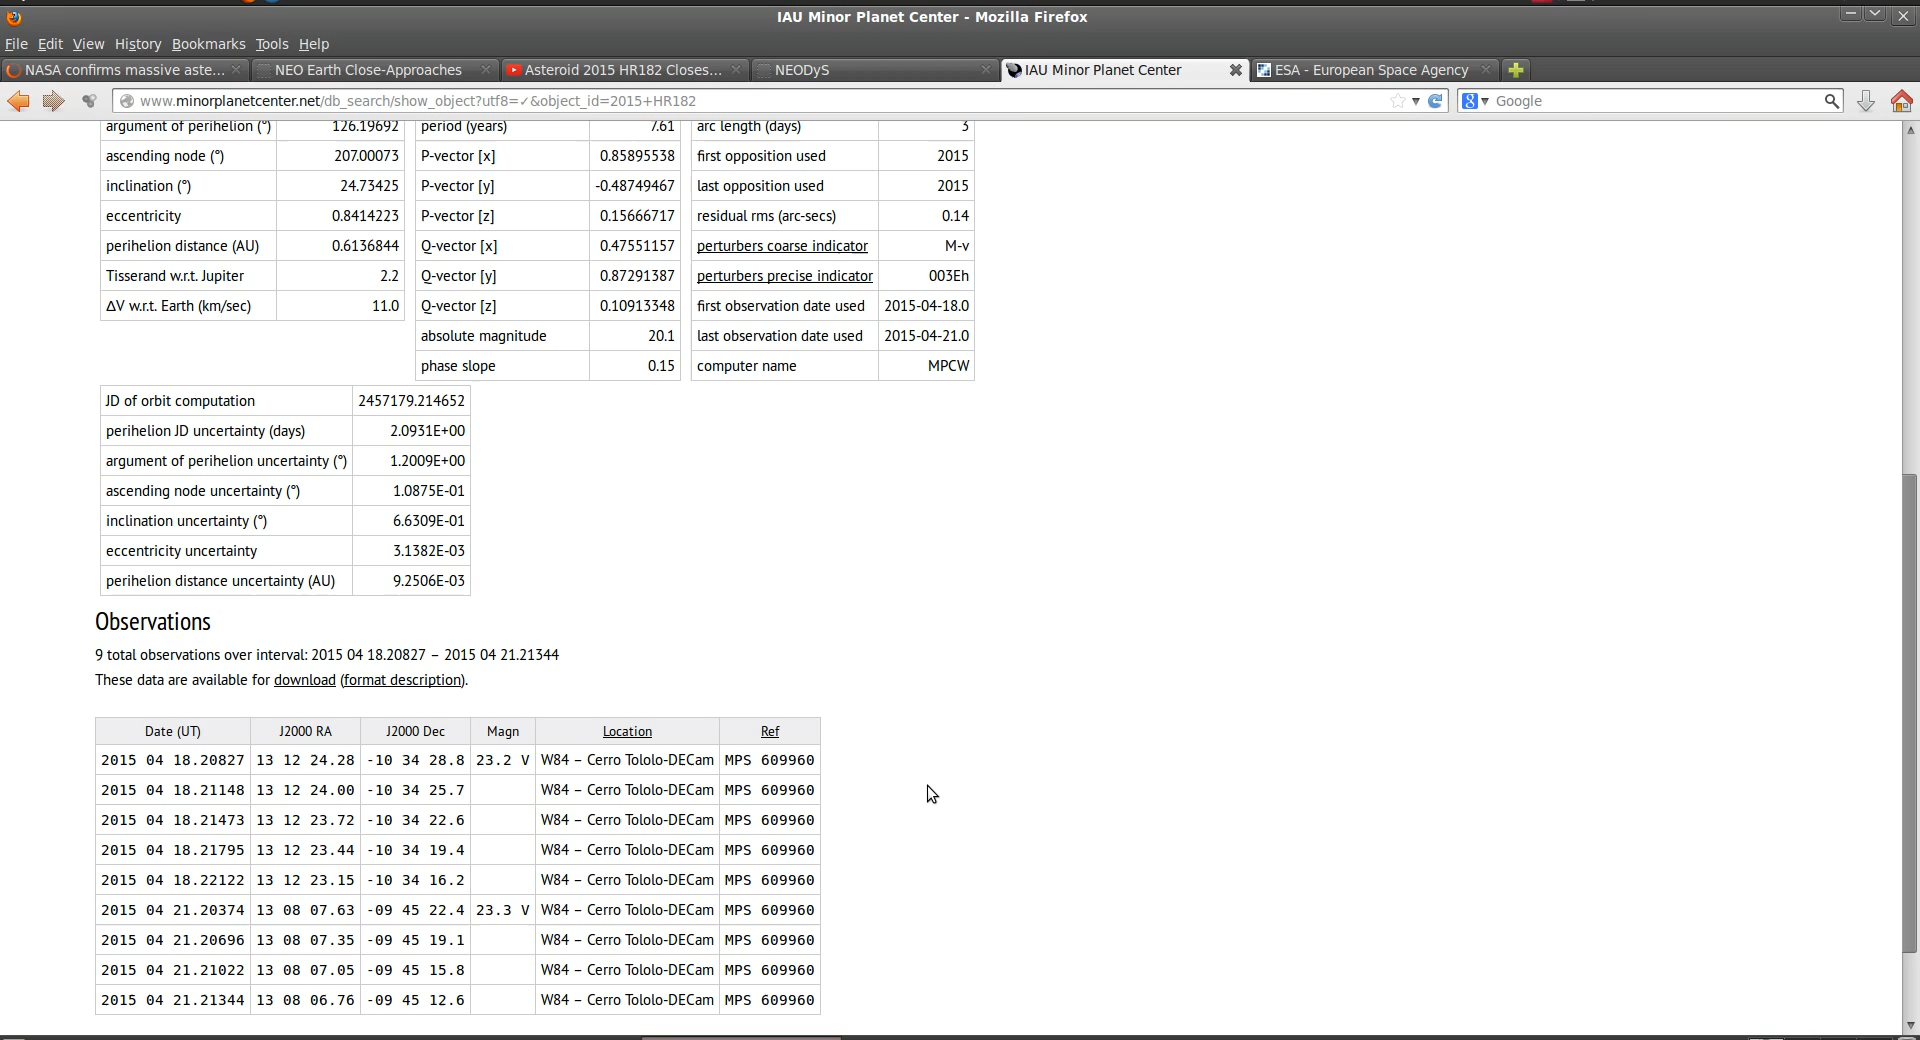 IAU Minor Planet Center - Mozilla Firefox
File Edit View History Bookmarks Tools Help
NASA confirms massive aste... NEO Earth Close-Approaches Asteroid 2015 HR182 Closes... NEODyS IAU Minor Planet Center ESA - European Space Agency
www.minorplanetcenter.net/db_search/show_object?utf8=✓&object_id=2015+HR182 Google
argument of perihelion (°) 126.19692 period (years) 7.61 arc length (days) 3
ascending node (°) 207.00073 P-vector [x] 0.85895538 first opposition used 2015
inclination (°) 24.73425 P-vector [y] -0.48749467 last opposition used 2015
eccentricity 0.8414223 P-vector [z] 0.15666717 residual rms (arc-secs) 0.14
perihelion distance (AU) 0.6136844 Q-vector [x] 0.47551157 perturbers coarse indicator M-v
Tisserand w.r.t. Jupiter 2.2 Q-vector [y] 0.87291387 perturbers precise indicator 003Eh
ΔV w.r.t. Earth (km/sec) 11.0 Q-vector [z] 0.10913348 first observation date used 2015-04-18.0
absolute magnitude 20.1 last observation date used 2015-04-21.0
phase slope 0.15 computer name MPCW
JD of orbit computation 2457179.214652
perihelion JD uncertainty (days) 2.0931E+00
argument of perihelion uncertainty (°) 1.2009E+00
ascending node uncertainty (°) 1.0875E-01
inclination uncertainty (°) 6.6309E-01
eccentricity uncertainty 3.1382E-03
perihelion distance uncertainty (AU) 9.2506E-03
Observations
9 total observations over interval: 2015 04 18.20827 – 2015 04 21.21344
These data are available for download (format description).
Date (UT) J2000 RA J2000 Dec Magn Location Ref
2015 04 18.20827 13 12 24.28 -10 34 28.8 23.2 V W84 – Cerro Tololo-DECam MPS 609960
2015 04 18.21148 13 12 24.00 -10 34 25.7 W84 – Cerro Tololo-DECam MPS 609960
2015 04 18.21473 13 12 23.72 -10 34 22.6 W84 – Cerro Tololo-DECam MPS 609960
2015 04 18.21795 13 12 23.44 -10 34 19.4 W84 – Cerro Tololo-DECam MPS 609960
2015 04 18.22122 13 12 23.15 -10 34 16.2 W84 – Cerro Tololo-DECam MPS 609960
2015 04 21.20374 13 08 07.63 -09 45 22.4 23.3 V W84 – Cerro Tololo-DECam MPS 609960
2015 04 21.20696 13 08 07.35 -09 45 19.1 W84 – Cerro Tololo-DECam MPS 609960
2015 04 21.21022 13 08 07.05 -09 45 15.8 W84 – Cerro Tololo-DECam MPS 609960
2015 04 21.21344 13 08 06.76 -09 45 12.6 W84 – Cerro Tololo-DECam MPS 609960